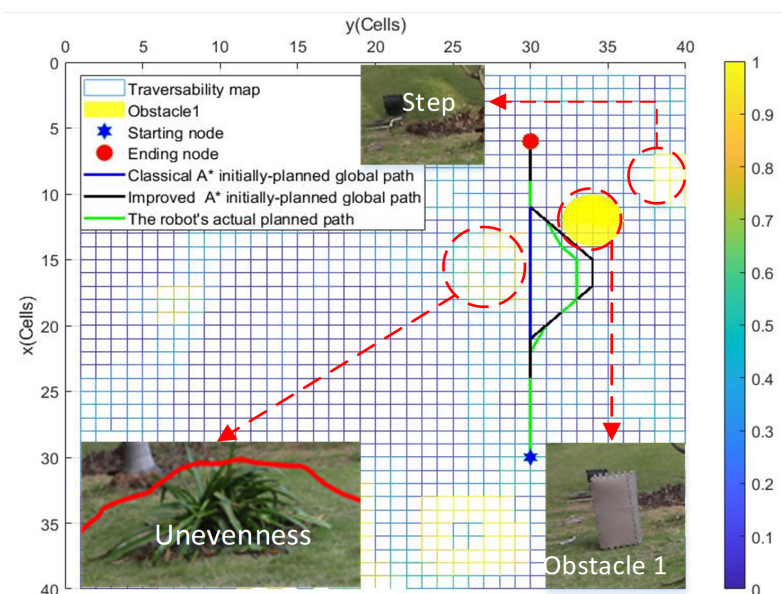 y(Cells)
0 5 10 15 20 25 30 35 40
0
5
10
15
20
25
30
35
40
x(Cells)
Traversability map
Obstacle1
Starting node
Ending node
Classical A* initially-planned global path
Improved A* initially-planned global path
The robot's actual planned path
Step
Unevenness
Obstacle 1
1
0.9
0.8
0.7
0.6
0.5
0.4
0.3
0.2
0.1
0